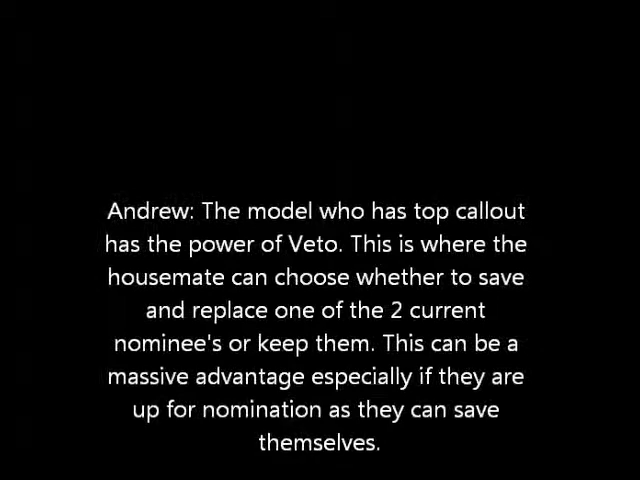 Andrew: The model who has top callout
has the power of Veto. This is where the
housemate can choose whether to save
and replace one of the 2 current
nominee's or keep them. This can be a
massive advantage especially if they are
up for nomination as they can save
themselves.